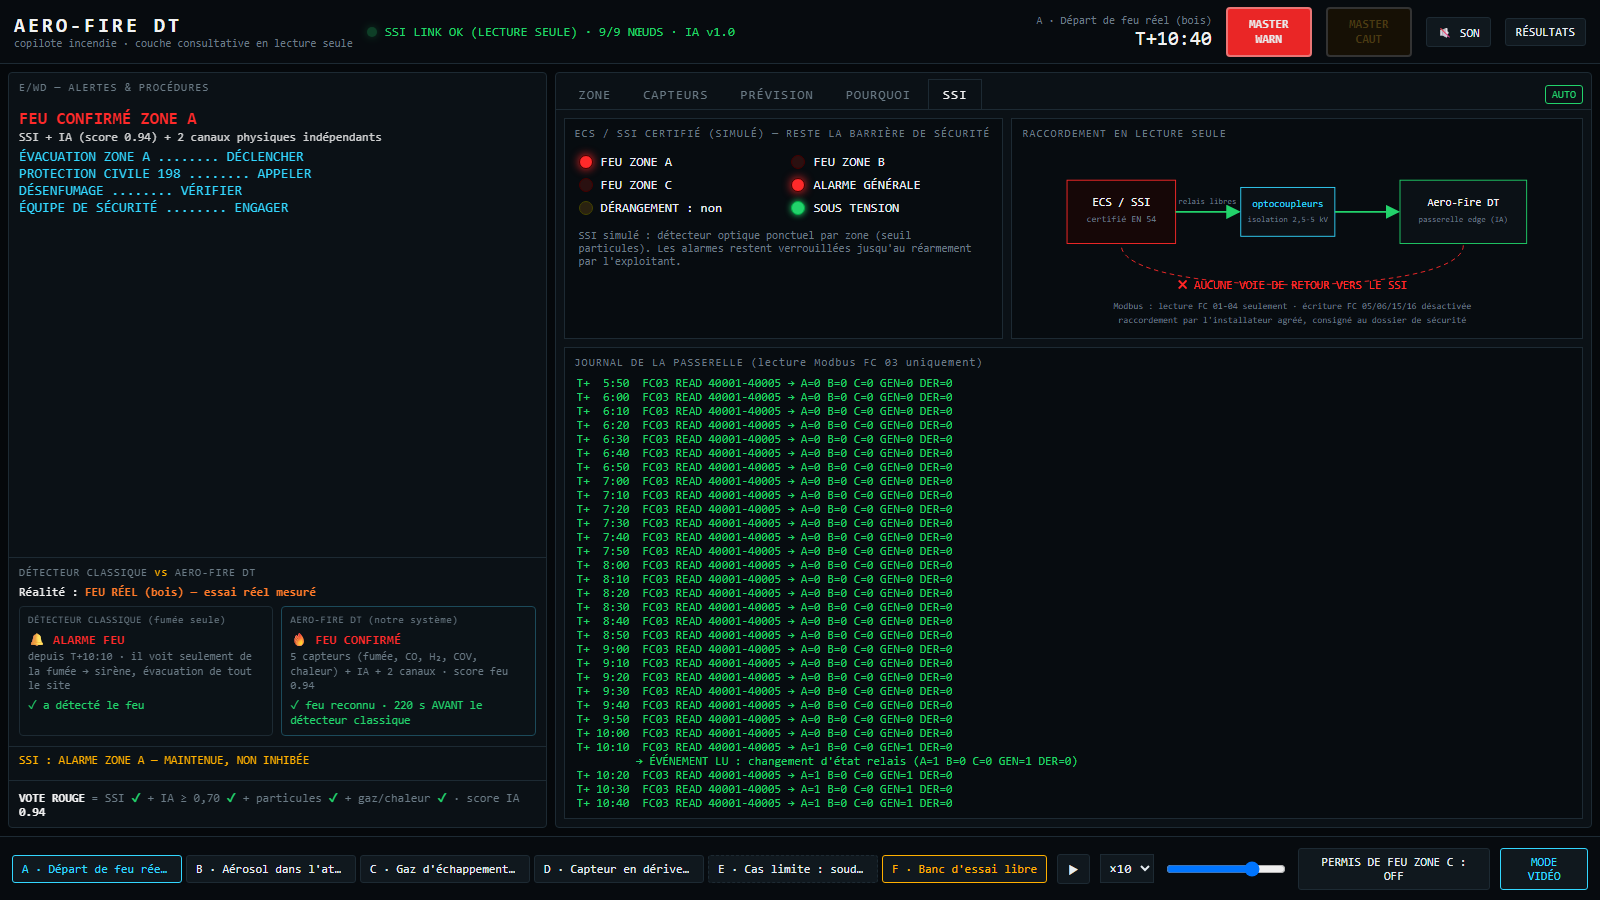 AERO-FIRE DT
copilote incendie · couche consultative en lecture seule
SSI LINK OK (LECTURE SEULE) · 9/9 NŒUDS · IA v1.0
A · Départ de feu réel (bois)
T+10:40
MASTER
WARN
MASTER
CAUT
SON
RÉSULTATS
E/WD — ALERTES & PROCÉDURES
FEU CONFIRMÉ ZONE A
SSI + IA (score 0.94) + 2 canaux physiques indépendants
ÉVACUATION ZONE A ........ DÉCLENCHER
PROTECTION CIVILE 198 ........ APPELER
DÉSENFUMAGE ........ VÉRIFIER
ÉQUIPE DE SÉCURITÉ ........ ENGAGER
DÉTECTEUR CLASSIQUE vs AERO-FIRE DT
Réalité : FEU RÉEL (bois) — essai réel mesuré
DÉTECTEUR CLASSIQUE (fumée seule)
ALARME FEU
depuis T+10:10 · il voit seulement de
la fumée → sirène, évacuation de tout
le site
✓ a détecté le feu
AERO-FIRE DT (notre système)
FEU CONFIRMÉ
5 capteurs (fumée, CO, H₂, COV,
chaleur) + IA + 2 canaux · score feu
0.94
✓ feu reconnu · 220 s AVANT le
détecteur classique
SSI : ALARME ZONE A — MAINTENUE, NON INHIBÉE
VOTE ROUGE = SSI ✓ + IA ≥ 0,70 ✓ + particules ✓ + gaz/chaleur ✓ · score IA
0.94
ZONE CAPTEURS PRÉVISION POURQUOI SSI
AUTO
ECS / SSI CERTIFIÉ (SIMULÉ) — RESTE LA BARRIÈRE DE SÉCURITÉ
FEU ZONE A FEU ZONE B
FEU ZONE C ALARME GÉNÉRALE
DÉRANGEMENT : non SOUS TENSION
SSI simulé : détecteur optique ponctuel par zone (seuil
particules). Les alarmes restent verrouillées jusqu'au réarmement
par l'exploitant.
RACCORDEMENT EN LECTURE SEULE
ECS / SSI
certifié EN 54
relais libres
optocoupleurs
isolation 2,5-5 kV
Aero-Fire DT
passerelle edge (IA)
✕ AUCUNE VOIE DE RETOUR VERS LE SSI
Modbus : lecture FC 01-04 seulement · écriture FC 05/06/15/16 désactivée
raccordement par l'installateur agréé, consigné au dossier de sécurité
JOURNAL DE LA PASSERELLE (lecture Modbus FC 03 uniquement)
T+  5:50  FC03 READ 40001-40005 → A=0 B=0 C=0 GEN=0 DER=0
T+  6:00  FC03 READ 40001-40005 → A=0 B=0 C=0 GEN=0 DER=0
T+  6:10  FC03 READ 40001-40005 → A=0 B=0 C=0 GEN=0 DER=0
T+  6:20  FC03 READ 40001-40005 → A=0 B=0 C=0 GEN=0 DER=0
T+  6:30  FC03 READ 40001-40005 → A=0 B=0 C=0 GEN=0 DER=0
T+  6:40  FC03 READ 40001-40005 → A=0 B=0 C=0 GEN=0 DER=0
T+  6:50  FC03 READ 40001-40005 → A=0 B=0 C=0 GEN=0 DER=0
T+  7:00  FC03 READ 40001-40005 → A=0 B=0 C=0 GEN=0 DER=0
T+  7:10  FC03 READ 40001-40005 → A=0 B=0 C=0 GEN=0 DER=0
T+  7:20  FC03 READ 40001-40005 → A=0 B=0 C=0 GEN=0 DER=0
T+  7:30  FC03 READ 40001-40005 → A=0 B=0 C=0 GEN=0 DER=0
T+  7:40  FC03 READ 40001-40005 → A=0 B=0 C=0 GEN=0 DER=0
T+  7:50  FC03 READ 40001-40005 → A=0 B=0 C=0 GEN=0 DER=0
T+  8:00  FC03 READ 40001-40005 → A=0 B=0 C=0 GEN=0 DER=0
T+  8:10  FC03 READ 40001-40005 → A=0 B=0 C=0 GEN=0 DER=0
T+  8:20  FC03 READ 40001-40005 → A=0 B=0 C=0 GEN=0 DER=0
T+  8:30  FC03 READ 40001-40005 → A=0 B=0 C=0 GEN=0 DER=0
T+  8:40  FC03 READ 40001-40005 → A=0 B=0 C=0 GEN=0 DER=0
T+  8:50  FC03 READ 40001-40005 → A=0 B=0 C=0 GEN=0 DER=0
T+  9:00  FC03 READ 40001-40005 → A=0 B=0 C=0 GEN=0 DER=0
T+  9:10  FC03 READ 40001-40005 → A=0 B=0 C=0 GEN=0 DER=0
T+  9:20  FC03 READ 40001-40005 → A=0 B=0 C=0 GEN=0 DER=0
T+  9:30  FC03 READ 40001-40005 → A=0 B=0 C=0 GEN=0 DER=0
T+  9:40  FC03 READ 40001-40005 → A=0 B=0 C=0 GEN=0 DER=0
T+  9:50  FC03 READ 40001-40005 → A=0 B=0 C=0 GEN=0 DER=0
T+ 10:00  FC03 READ 40001-40005 → A=0 B=0 C=0 GEN=0 DER=0
T+ 10:10  FC03 READ 40001-40005 → A=1 B=0 C=0 GEN=1 DER=0
→ ÉVÉNEMENT LU : changement d'état relais (A=1 B=0 C=0 GEN=1 DER=0)
T+ 10:20  FC03 READ 40001-40005 → A=1 B=0 C=0 GEN=1 DER=0
T+ 10:30  FC03 READ 40001-40005 → A=1 B=0 C=0 GEN=1 DER=0
T+ 10:40  FC03 READ 40001-40005 → A=1 B=0 C=0 GEN=1 DER=0
A · Départ de feu rée…
B · Aérosol dans l'at…
C · Gaz d'échappement…
D · Capteur en dérive…
E · Cas limite : soud…
F · Banc d'essai libre
x10
PERMIS DE FEU ZONE C :
OFF
MODE
VIDÉO